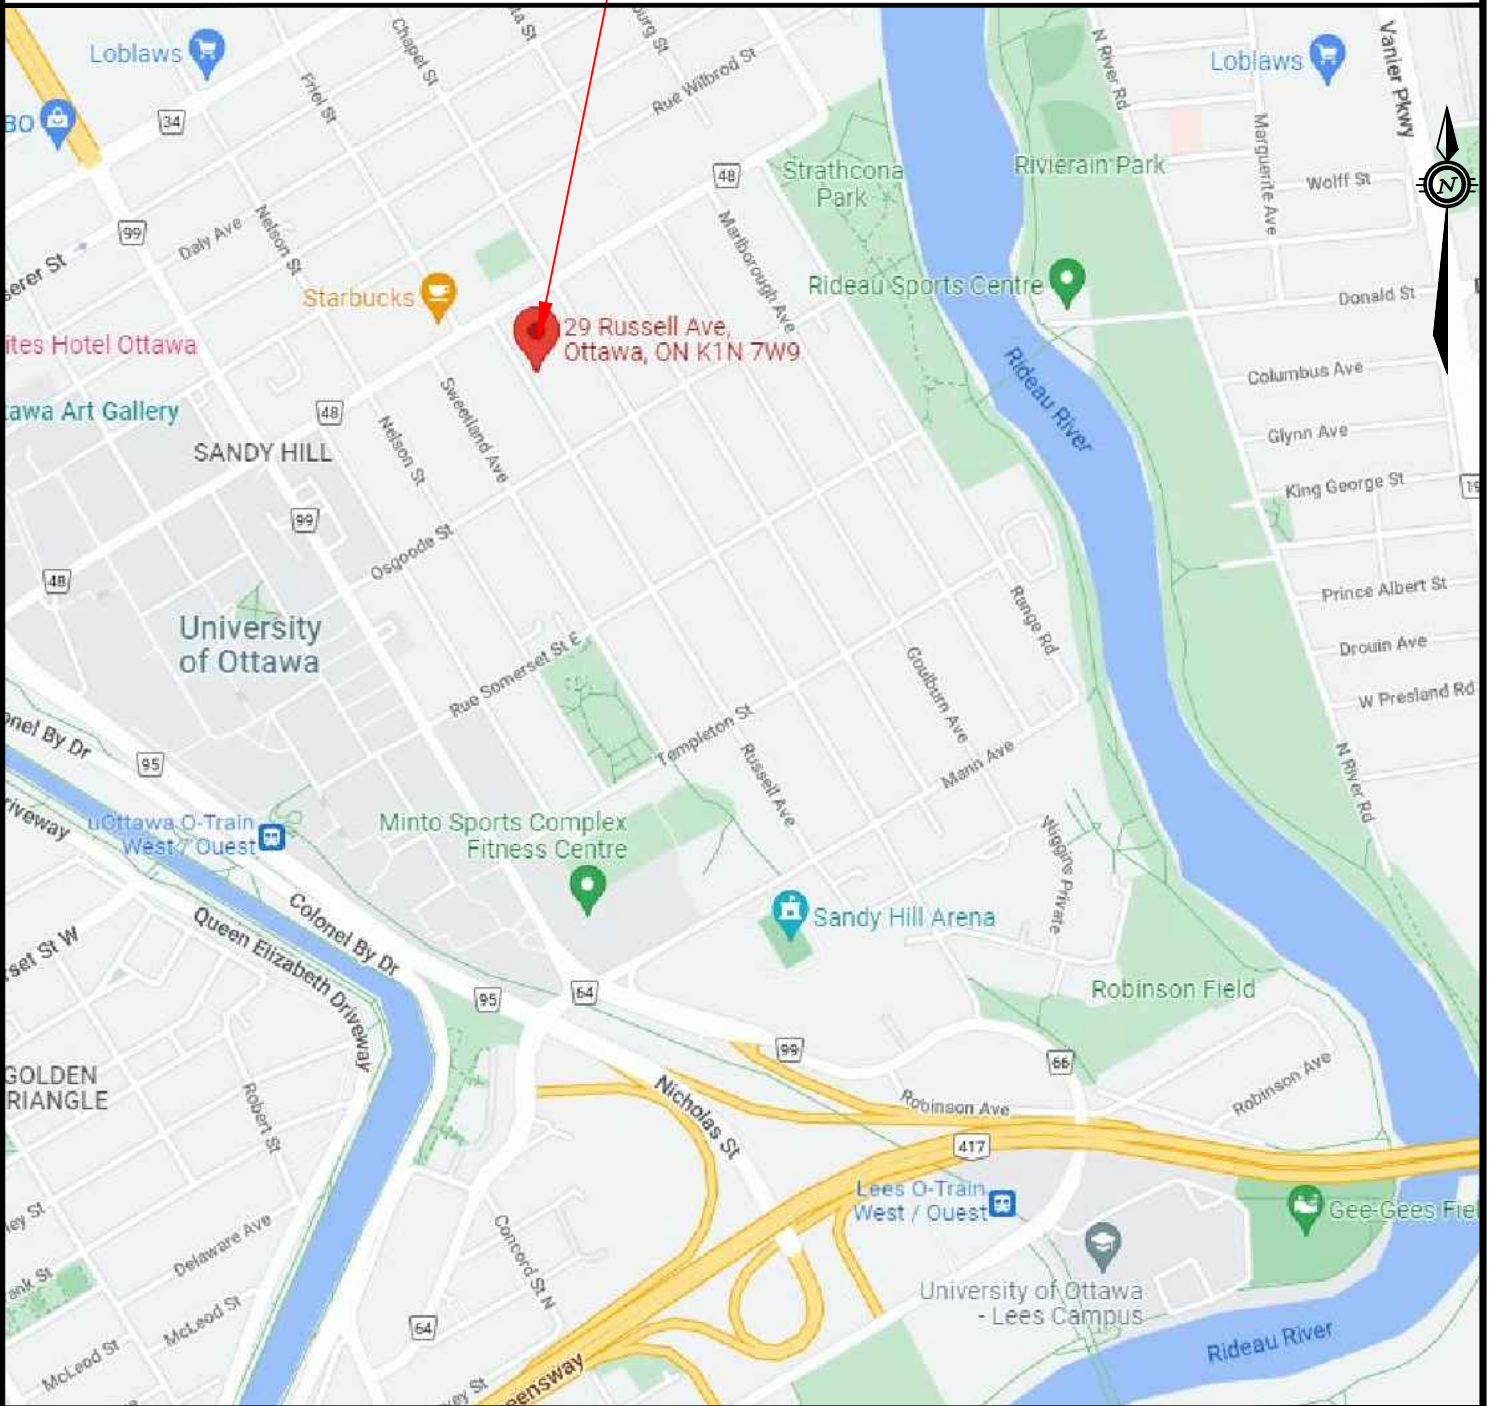 Loblaws
Chapel St
Rue Wilbrod St
N River Rd
Loblaws
Vanier Pkwy
Friel St
34
Marguerite Ave
Strathcona
Park
Rivierain Park
48
Wolff St
N
99
Daly Ave
Nelson St
Marlborough Ave
Starbucks
Rideau Sports Centre
Donald St
29 Russell Ave,
Ottawa, ON K1N 7W9
Hotel Ottawa
Art Gallery
48
Sweetland Ave
Nelson St
Rideau River
Columbus Ave
Glynn Ave
SANDY HILL
King George St
99
Osgoode St
48
Prince Albert St
University
of Ottawa
Range Rd
Drouin Ave
Rue Somerset St E
Goulburn Ave
W Presland Rd
By Dr
95
Templeton St
Russell Ave
Mann Ave
N River Rd
uOttawa O-Train
West / Ouest
Minto Sports Complex
Fitness Centre
Wiggins Private
Colonel By Dr
Queen Elizabeth Driveway
Sandy Hill Arena
St W
95
64
Robinson Field
99
66
Nicholas St
Robinson Ave
Robinson Ave
Robert St
417
Lees O-Train
West / Ouest
Gee-Gees
Delaware Ave
Concord St N
University of Ottawa
- Lees Campus
McLeod St
64
McLeod St
Rideau River